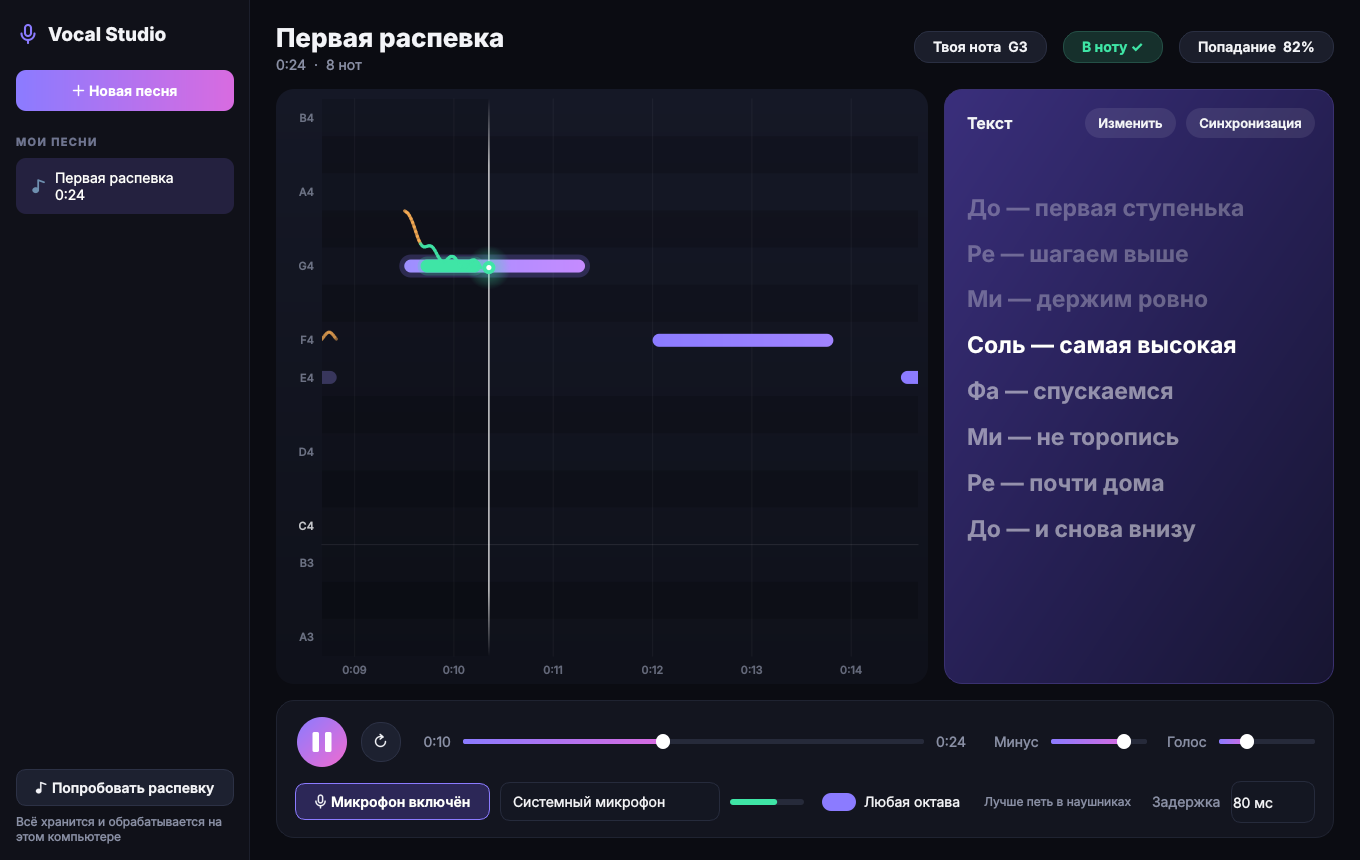 Vocal Studio
+ Новая песня
МОИ ПЕСНИ
Первая распевка
0:24
Попробовать распевку
Всё хранится и обрабатывается на
этом компьютере
Первая распевка
0:24 · 8 нот
Твоя нота G3
В ноту ✓
Попадание 82%
B4
A4
G4
F4
E4
D4
C4
B3
A3
0:09 0:10 0:11 0:12 0:13 0:14
Текст
Изменить
Синхронизация
До — первая ступенька
Ре — шагаем выше
Ми — держим ровно
Соль — самая высокая
Фа — спускаемся
Ми — не торопись
Ре — почти дома
До — и снова внизу
0:10
0:24
Минус
Голос
Микрофон включён
Системный микрофон
Любая октава
Лучше петь в наушниках
Задержка
80 мс